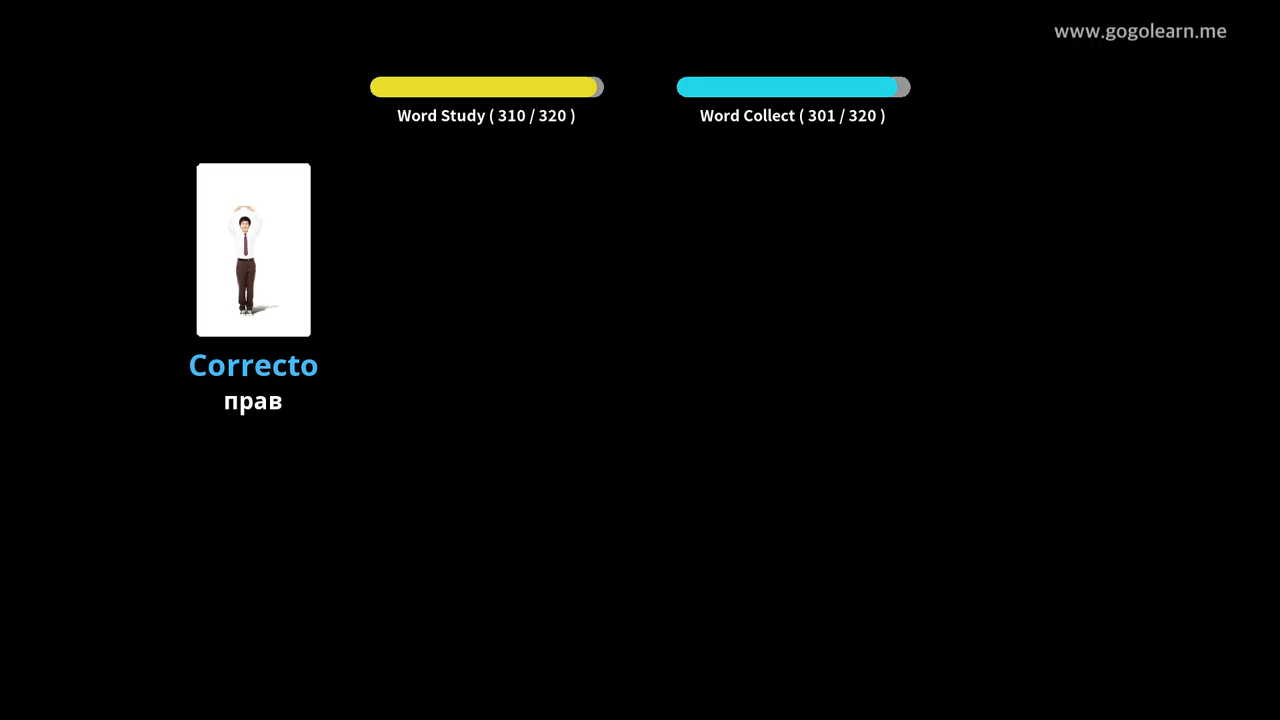 www.gogolearn.me
Word Study ( 310 / 320 )
Word Collect ( 301 / 320 )
Correcto
прав